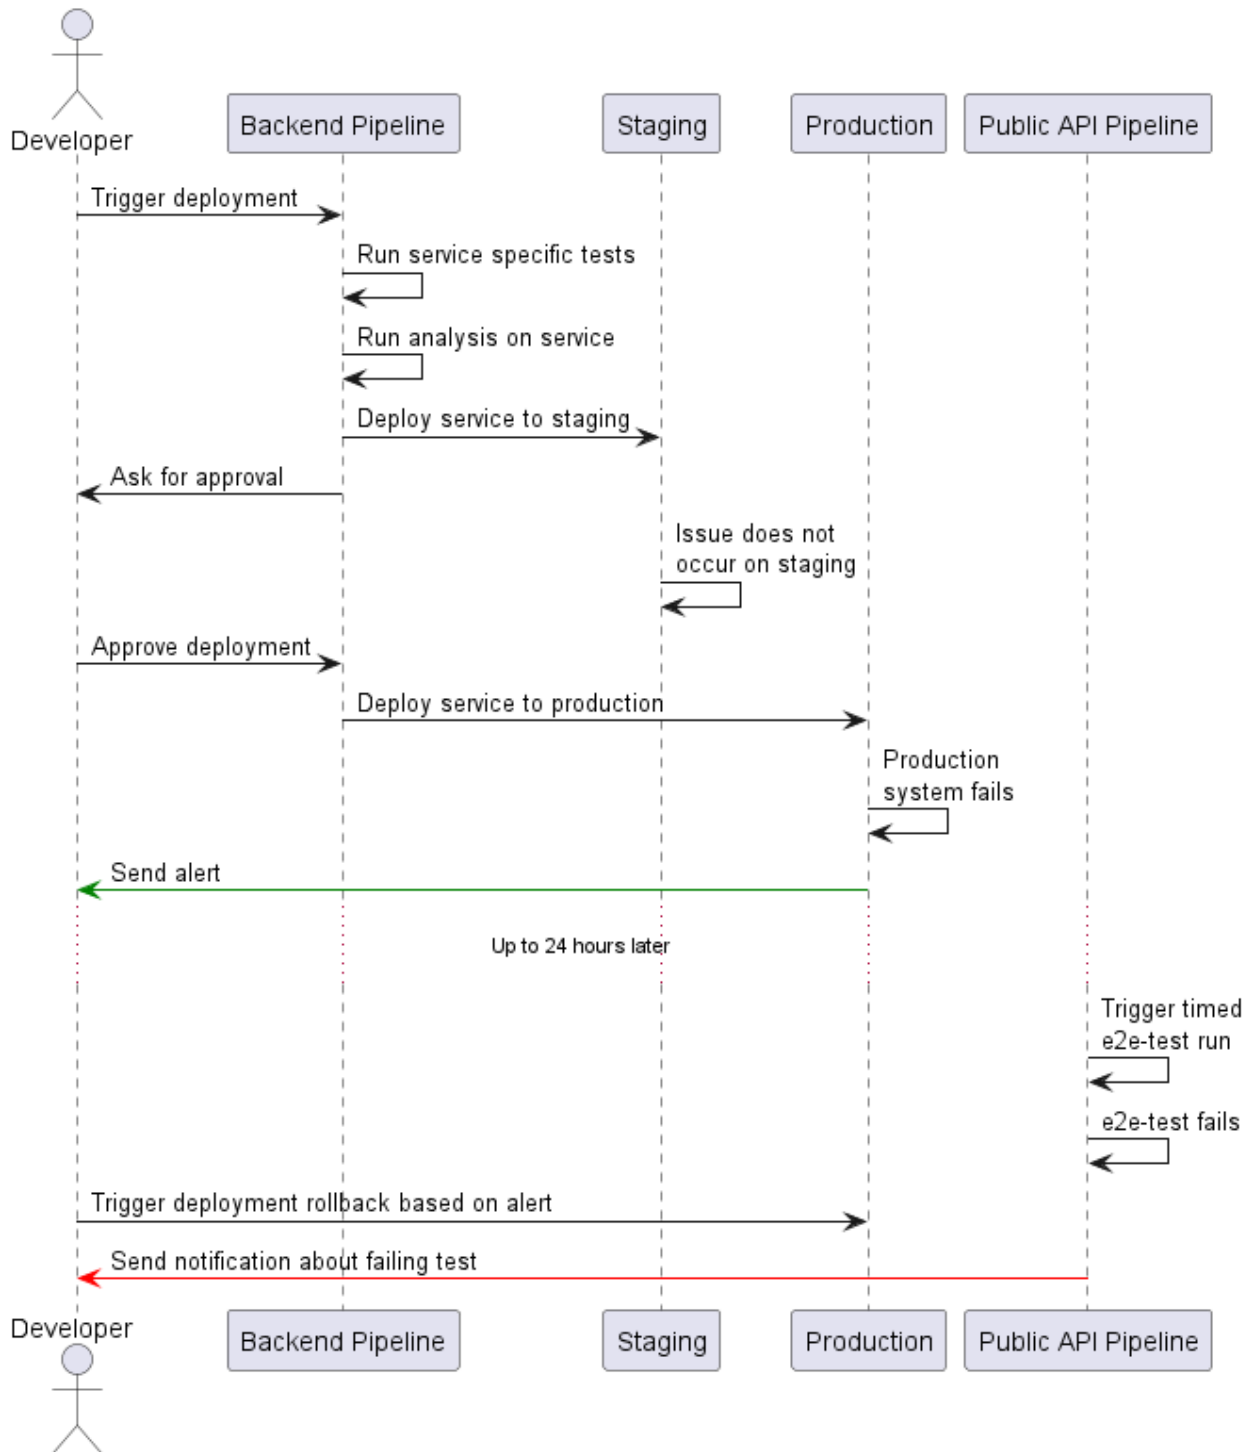 Developer
Backend Pipeline
Staging
Production
Public API Pipeline
Trigger deployment
Run service specific tests
Run analysis on service
Deploy service to staging
Ask for approval
Issue does not
occur on staging
Approve deployment
Deploy service to production
Production
system fails
Send alert
Up to 24 hours later
Trigger timed
e2e-test run
e2e-test fails
Trigger deployment rollback based on alert
Send notification about failing test
Developer
Backend Pipeline
Staging
Production
Public API Pipeline